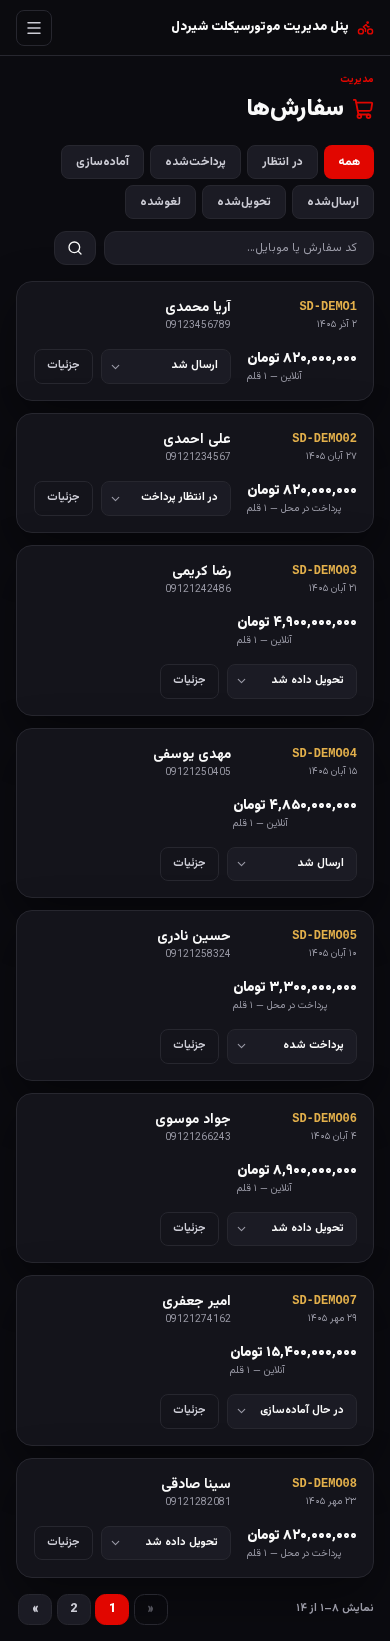 پنل مدیریت موتورسیکلت شیردل
مدیریت
سفارش‌ها
همه
در انتظار
پرداخت‌شده
آماده‌سازی
ارسال‌شده
تحویل‌شده
لغوشده
کد سفارش یا موبایل...
SD-DEMO1
۲ آذر ۱۴۰۵
آریا محمدی
09123456789
۸۲۰,۰۰۰,۰۰۰ تومان
آنلاین — ۱ قلم
ارسال شد
جزئیات
SD-DEMO02
۲۷ آبان ۱۴۰۵
علی احمدی
09121234567
۸۲۰,۰۰۰,۰۰۰ تومان
پرداخت در محل — ۱ قلم
در انتظار پرداخت
جزئیات
SD-DEMO03
۲۱ آبان ۱۴۰۵
رضا کریمی
09121242486
۴,۹۰۰,۰۰۰,۰۰۰ تومان
آنلاین — ۱ قلم
تحویل داده شد
جزئیات
SD-DEMO04
۱۵ آبان ۱۴۰۵
مهدی یوسفی
09121250405
۴,۸۵۰,۰۰۰,۰۰۰ تومان
آنلاین — ۱ قلم
ارسال شد
جزئیات
SD-DEMO05
۱۰ آبان ۱۴۰۵
حسین نادری
09121258324
۳,۳۰۰,۰۰۰,۰۰۰ تومان
پرداخت در محل — ۱ قلم
پرداخت شده
جزئیات
SD-DEMO06
۴ آبان ۱۴۰۵
جواد موسوی
09121266243
۸,۹۰۰,۰۰۰,۰۰۰ تومان
آنلاین — ۱ قلم
تحویل داده شد
جزئیات
SD-DEMO07
۲۹ مهر ۱۴۰۵
امیر جعفری
09121274162
۱۵,۴۰۰,۰۰۰,۰۰۰ تومان
آنلاین — ۱ قلم
در حال آماده‌سازی
جزئیات
SD-DEMO08
۲۳ مهر ۱۴۰۵
سینا صادقی
09121282081
۸۲۰,۰۰۰,۰۰۰ تومان
پرداخت در محل — ۱ قلم
تحویل داده شد
جزئیات
نمایش ۸–۱ از ۱۴
« 1 2 »